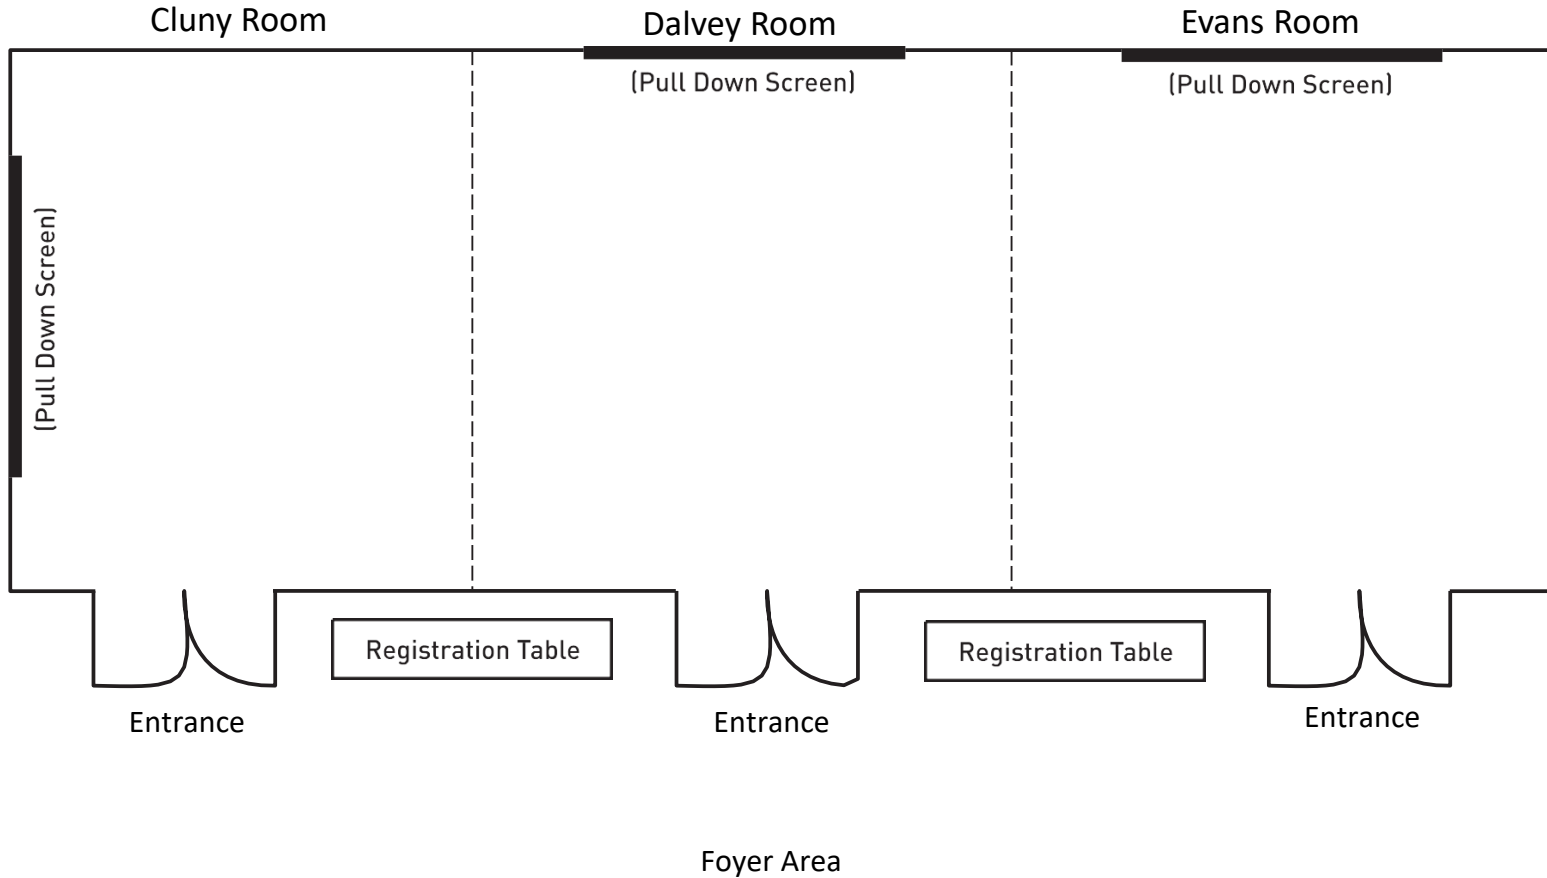 Cluny Room
Dalvey Room
Evans Room
(Pull Down Screen)
(Pull Down Screen)
(Pull Down Screen)
Registration Table
Registration Table
Entrance
Entrance
Entrance
Foyer Area